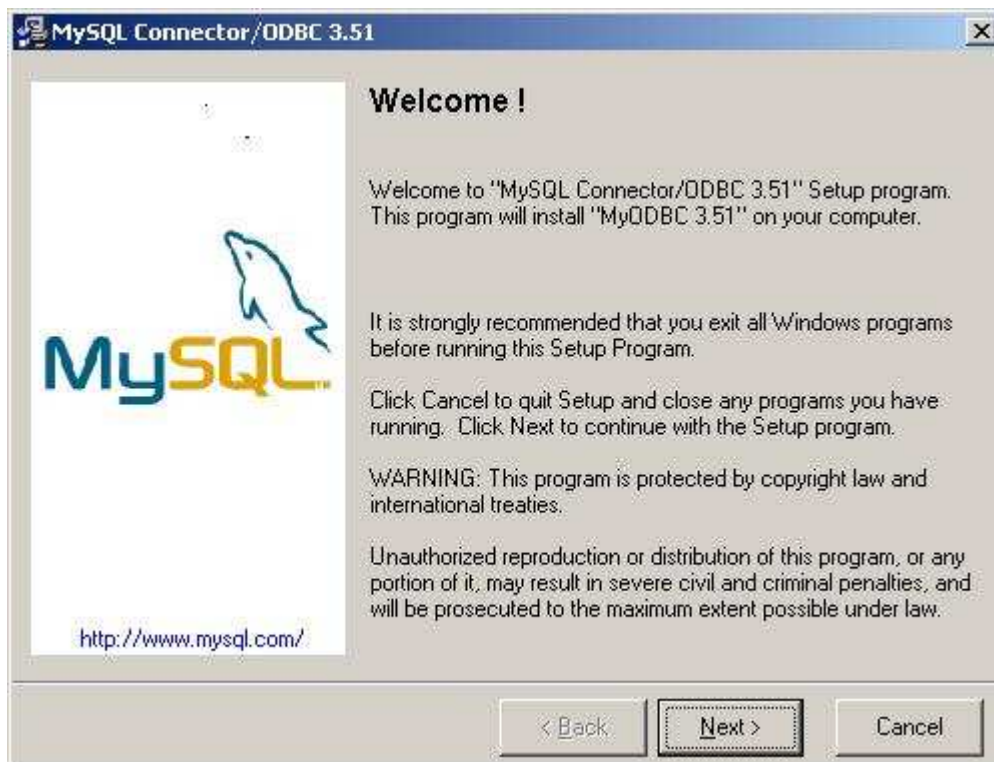 MySQL Connector/ODBC 3.51
Welcome !
Welcome to "MySQL Connector/ODBC 3.51" Setup program.
This program will install "MyODBC 3.51" on your computer.
It is strongly recommended that you exit all Windows programs
before running this Setup Program.
Click Cancel to quit Setup and close any programs you have
running.  Click Next to continue with the Setup program.
WARNING: This program is protected by copyright law and
international treaties.
Unauthorized reproduction or distribution of this program, or any
portion of it, may result in severe civil and criminal penalties, and
will be prosecuted to the maximum extent possible under law.
MySQL™
http://www.mysql.com/
< Back
Next >
Cancel